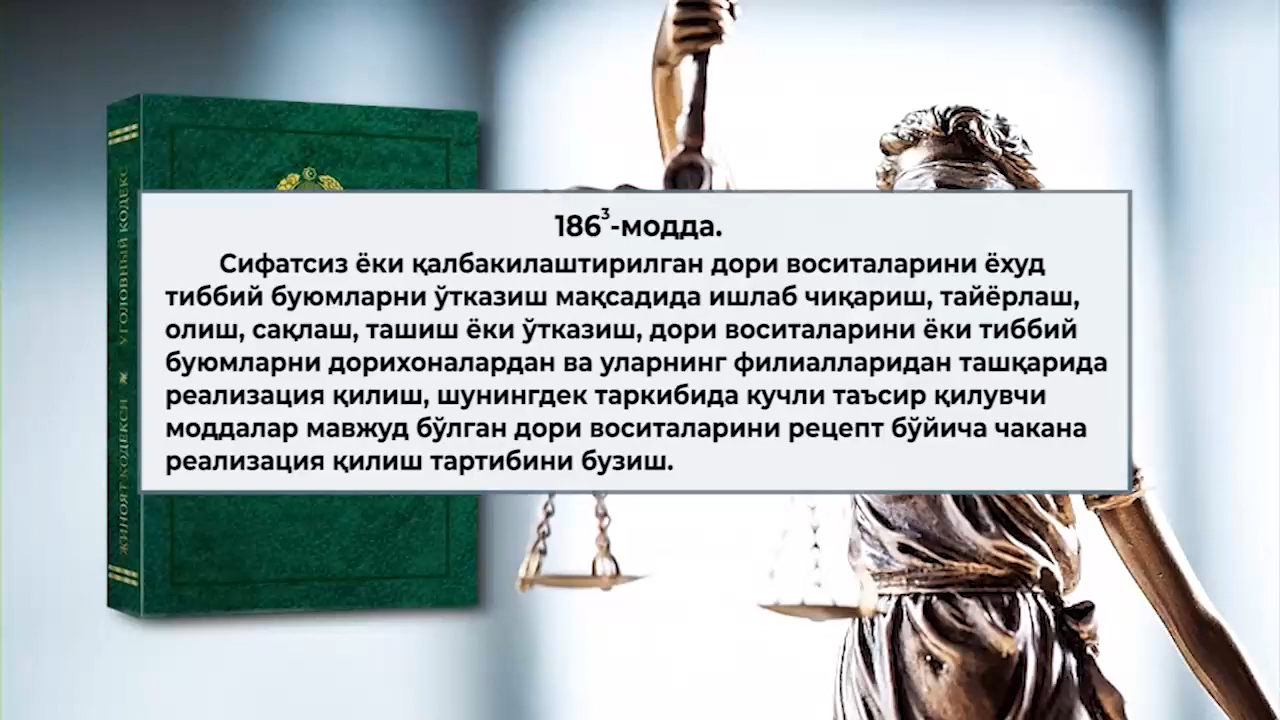 186³-модда.
Сифатсиз ёки қалбакилаштирилган дори воситаларини ёхуд
тиббий буюмларни ўтказиш мақсадида ишлаб чиқариш, тайёрлаш,
олиш, сақлаш, ташиш ёки ўтказиш, дори воситаларини ёки тиббий
буюмларни дорихоналардан ва уларнинг филиалларидан ташқарида
реализация қилиш, шунингдек таркибида кучли таъсир қилувчи
моддалар мавжуд бўлган дори воситаларини рецепт бўйича чакана
реализация қилиш тартибини бузиш.
ЖИНОЯТ КОДЕКСИ УГОЛОВНЫЙ КОДЕКС